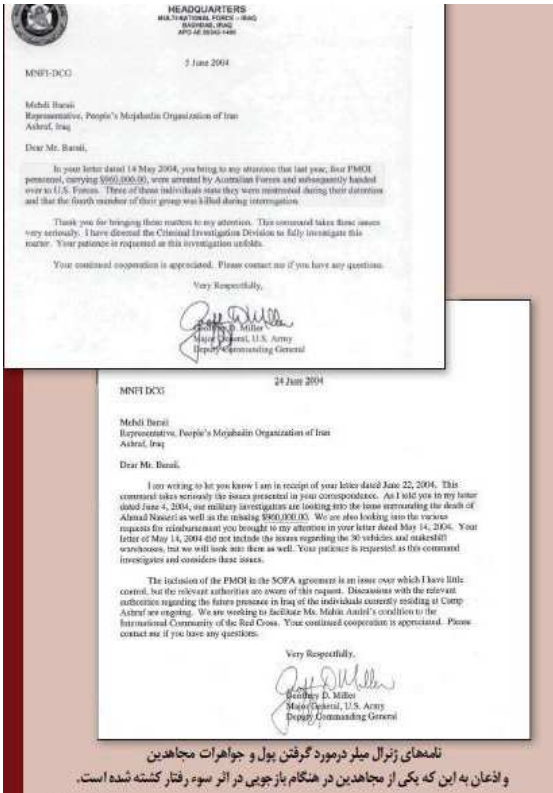 HEADQUARTERS
MULTI-NATIONAL FORCE – IRAQ
BAGHDAD, IRAQ
APO AE
5 June 2004
MNFI-DCG
Mehdi Baraii
Representative, People's Mojahedin Organization of Iran
Ashraf, Iraq
Dear Mr. Baraii,
In your letter dated 14 May 2004, you bring to my attention that last year, four PMOI
personnel, carrying $960,000.00, were arrested by Australian Forces and subsequently handed
over to U.S. Forces. Three of these individuals state they were mistreated during their detention
and that the fourth member of their group was killed during interrogation.
Thank you for bringing these matters to my attention. This command takes these issues
very seriously. I have directed the Criminal Investigation Division to fully investigate this
matter. Your patience is requested as this investigation unfolds.
Your continued cooperation is appreciated. Please contact me if you have any questions.
Very Respectfully,
Geoffrey D. Miller
Major General, U.S. Army
Deputy Commanding General
24 June 2004
MNFI DCG
Mehdi Baraii
Representative, People's Mojahedin Organization of Iran
Ashraf, Iraq
Dear Mr. Baraii,
I am writing to let you know I am in receipt of your letter dated June 22, 2004. This
command takes seriously the issues presented in your correspondence. As I told you in my letter
dated June 4, 2004, our military investigators are looking into the issue surrounding the death of
Ahmad Nasseri as well as the missing $960,000.00. We are also looking into the various
requests for reimbursement you brought to my attention in your letter dated May 14, 2004. Your
letter of May 14, 2004 did not include the issues regarding the 30 vehicles and makeshift
warehouses, but we will look into them as well. Your patience is requested as this command
investigates and considers these issues.
The inclusion of the PMOI in the SOFA agreement is an issue over which I have little
control, but the relevant authorities are aware of this request. Discussions with the relevant
authorities regarding the future presence in Iraq of the individuals currently residing at Camp
Ashraf are ongoing. We are working to facilitate Ms. Mahin Amini's condition to the
International Community of the Red Cross. Your continued cooperation is appreciated. Please
contact me if you have any questions.
Very Respectfully,
Geoffrey D. Miller
Major General, U.S. Army
Deputy Commanding General
نامه‌های ژنرال میلر درمورد گرفتن پول و جواهرات مجاهدین
و اذعان به این که یکی از مجاهدین در هنگام بازجویی در اثر سوء رفتار کشته شده است.